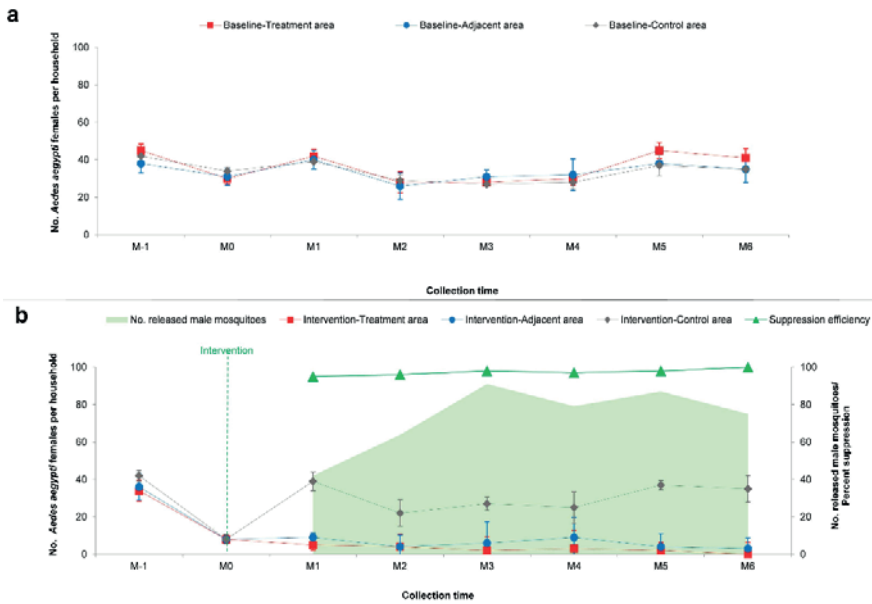 a
Baseline-Treatment area Baseline-Adjacent area Baseline-Control area
No. Aedes aegypti females per household
100
80
60
40
20
0
M-1 M0 M1 M2 M3 M4 M5 M6
Collection time
b
No. released male mosquitoes Intervention-Treatment area Intervention-Adjacent area Intervention-Control area Suppression efficiency
Intervention
No. Aedes aegypti females per household
100
80
60
40
20
0
100
80
60
40
20
0
No. released male mosquitoes/
Percent suppression
M-1 M0 M1 M2 M3 M4 M5 M6
Collection time